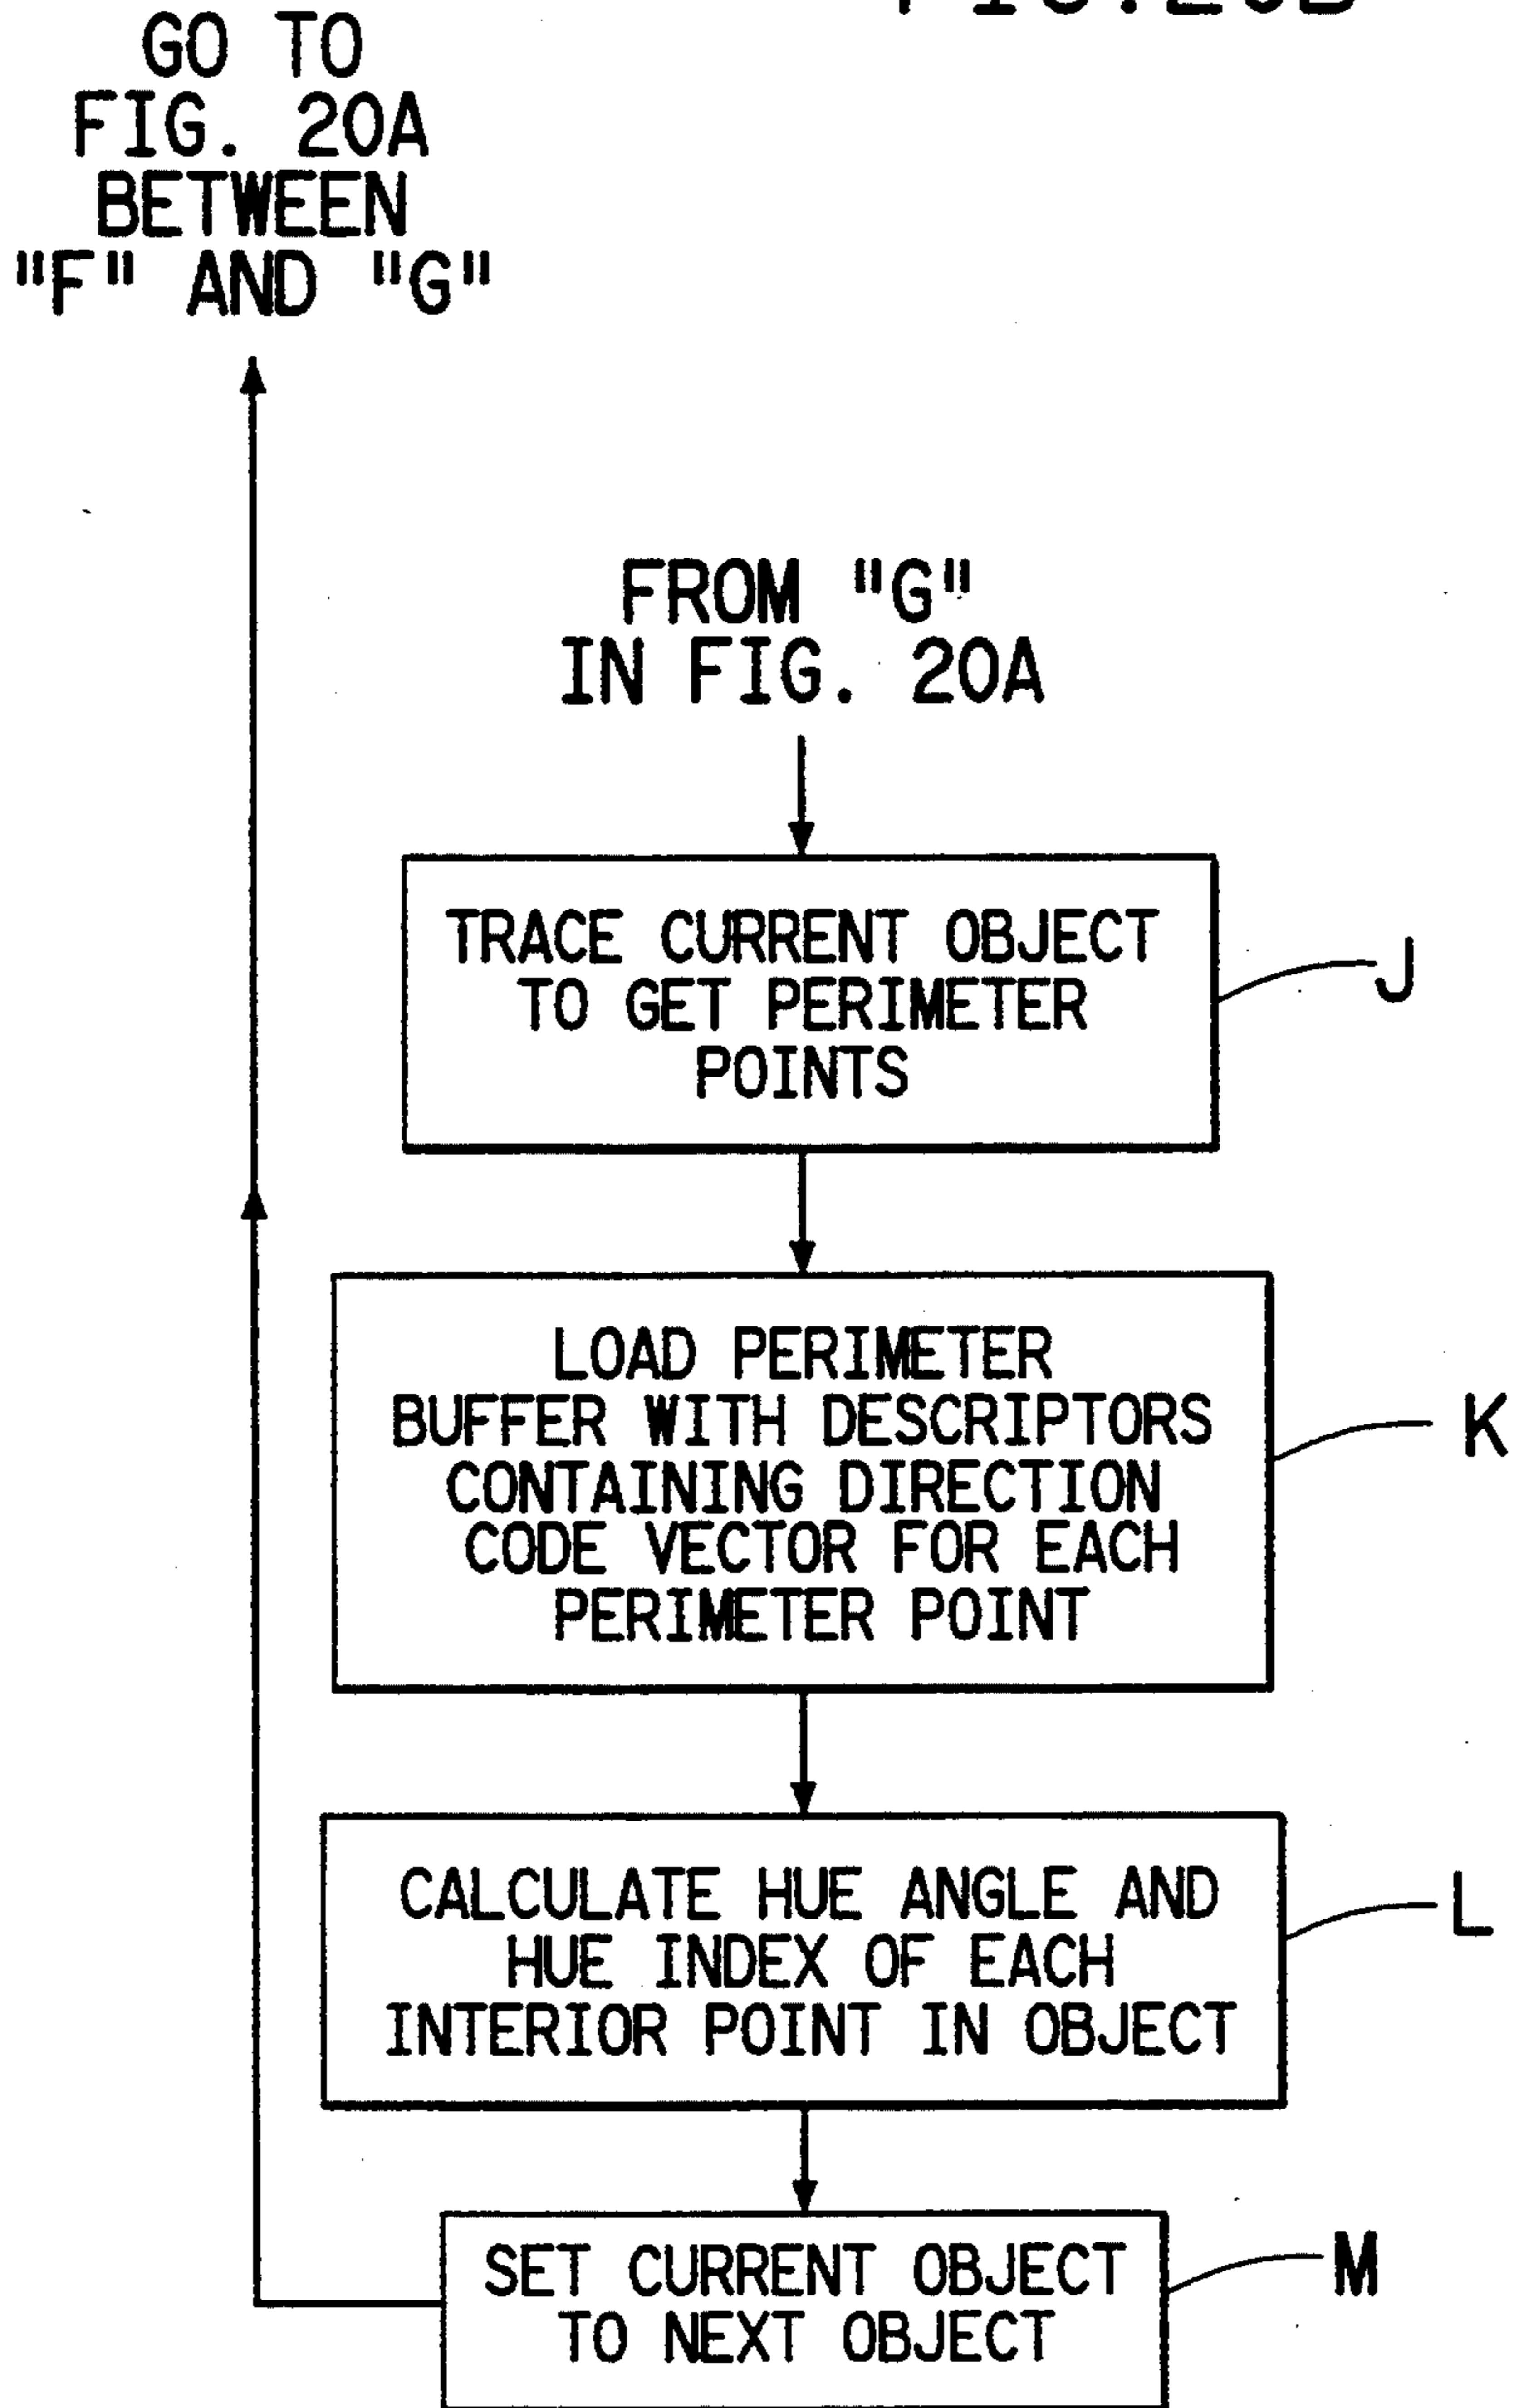 FIG. 20B
GO TO
FIG. 20A
BETWEEN
"F" AND "G"
FROM "G"
IN FIG. 20A
TRACE CURRENT OBJECT
TO GET PERIMETER
POINTS
J
LOAD PERIMETER
BUFFER WITH DESCRIPTORS
CONTAINING DIRECTION
CODE VECTOR FOR EACH
PERIMETER POINT
K
CALCULATE HUE ANGLE AND
HUE INDEX OF EACH
INTERIOR POINT IN OBJECT
L
SET CURRENT OBJECT
TO NEXT OBJECT
M